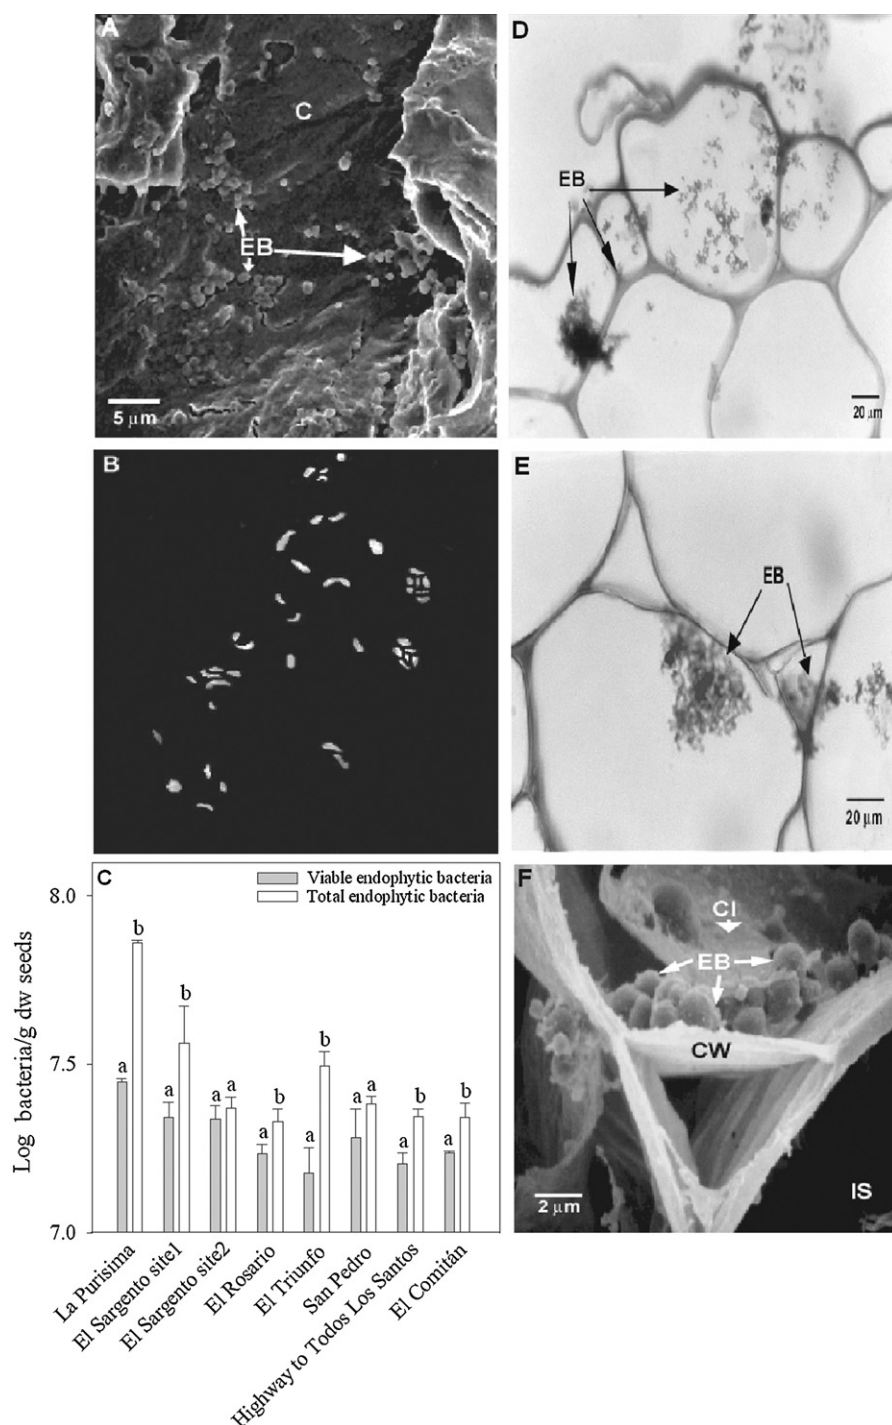 A
C
EB
5 μm
B
C
Viable endophytic bacteria
Total endophytic bacteria
Log bacteria/g dw seeds
8.0
7.5
7.0
a b
a b
a a
a b
a b
a a
a b
a b
La Purisima
El Sargento site1
El Sargento site2
El Rosario
El Triunfo
San Pedro
Highway to Todos Los Santos
El Comitán
D
EB
20 μm
E
EB
20 μm
F
CI
EB
CW
IS
2 μm